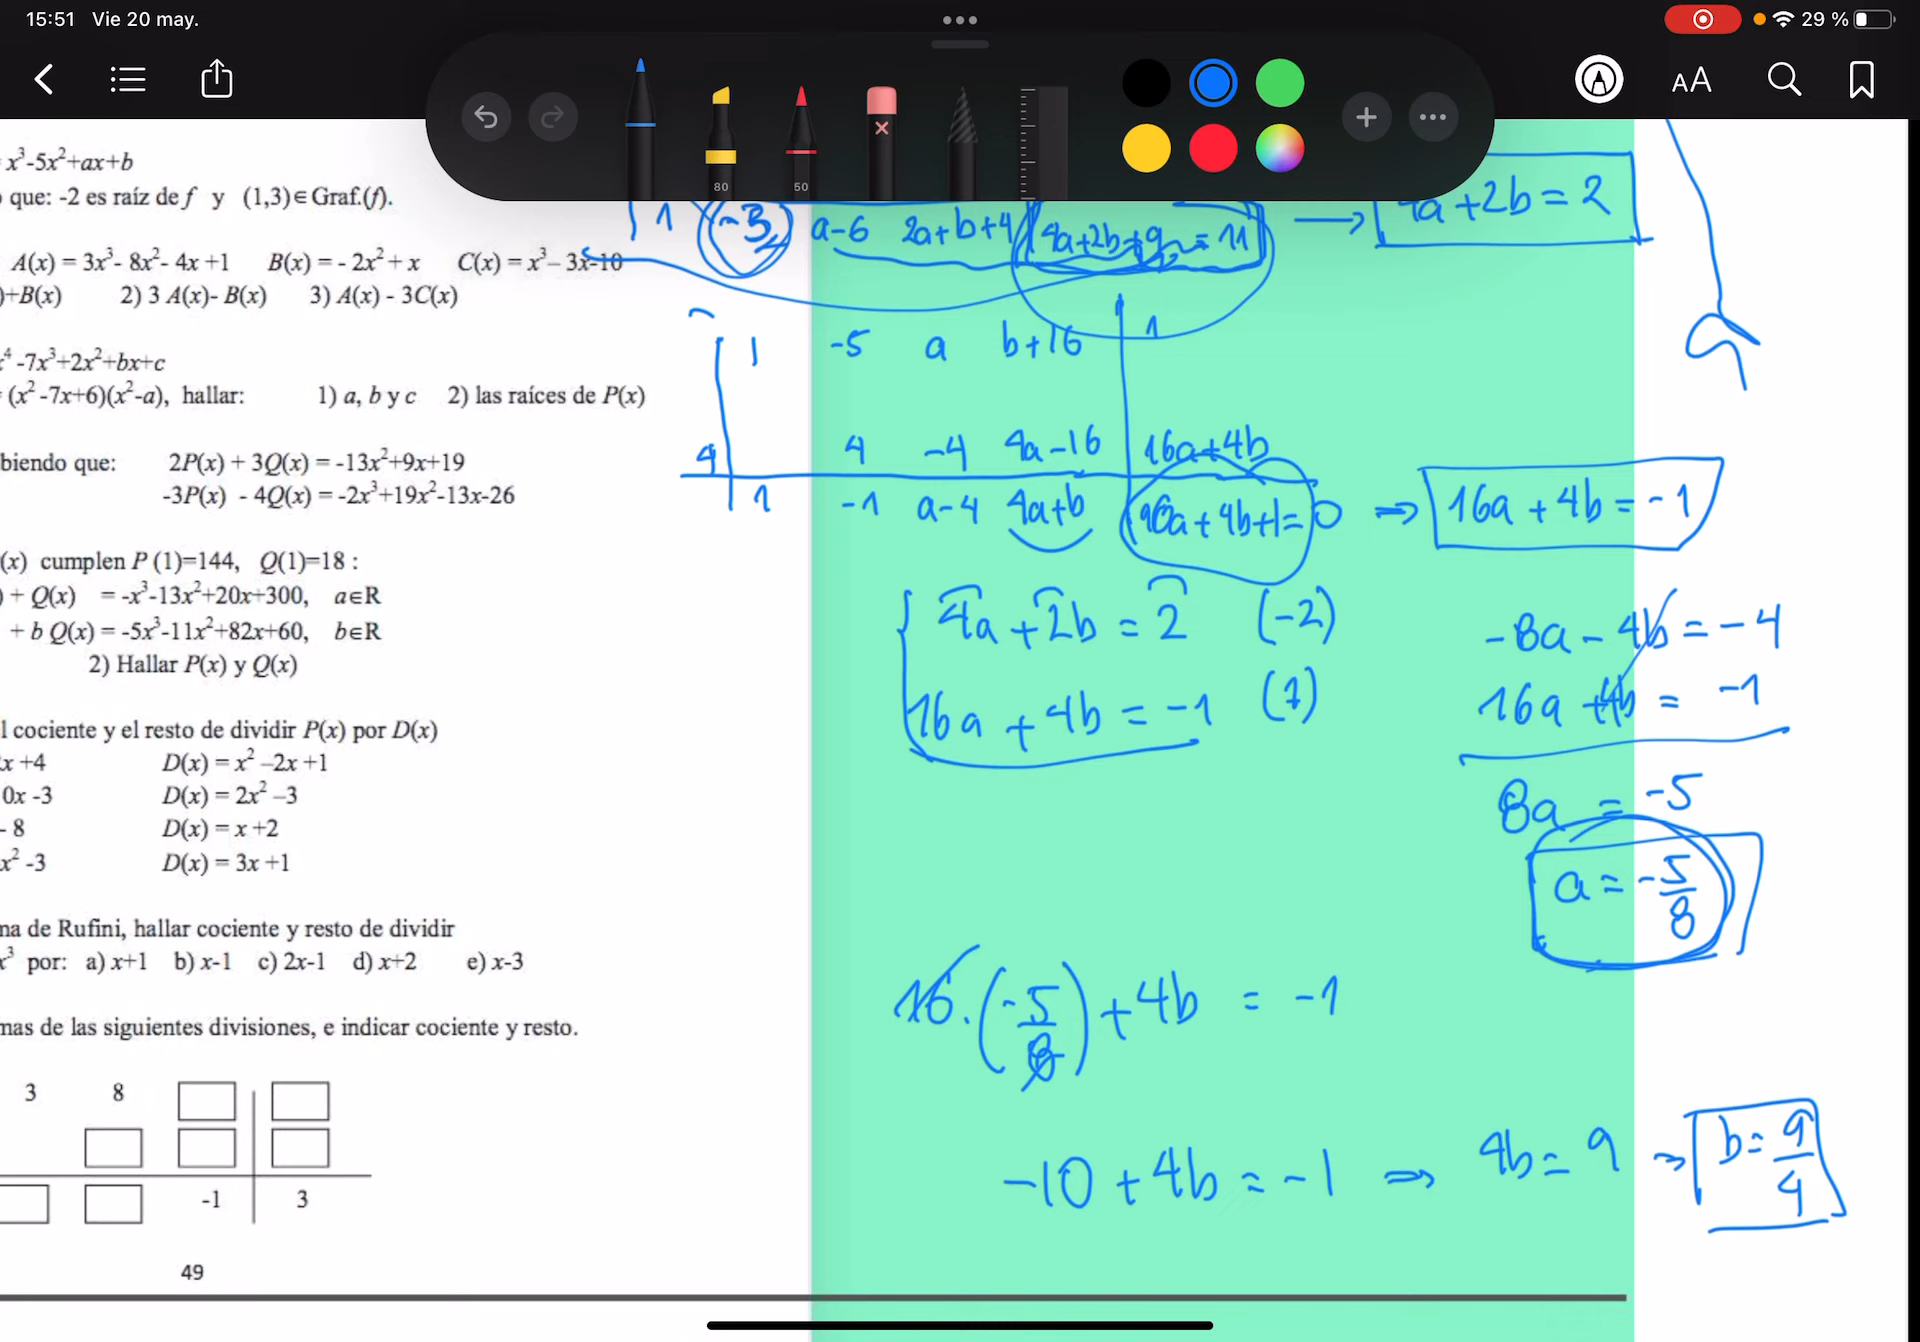 15:51 Vie 20 may.
29 %
80 50
AA
x³-5x²+ax+b
que: -2 es raíz de f y (1,3)∈Graf.(f).
A(x) = 3x³- 8x²- 4x +1 B(x) = - 2x² + x C(x) = x³ – 3x-10
)+B(x) 2) 3 A(x)- B(x) 3) A(x) - 3C(x)
⁴ -7x³+2x²+bx+c
(x² -7x+6)(x²-a), hallar: 1) a, b y c 2) las raíces de P(x)
biendo que: 2P(x) + 3Q(x) = -13x²+9x+19
-3P(x) - 4Q(x) = -2x³+19x²-13x-26
(x) cumplen P (1)=144, Q(1)=18 :
) + Q(x) = -x³-13x²+20x+300, a∈R
+ b Q(x) = -5x³-11x²+82x+60, b∈R
2) Hallar P(x) y Q(x)
l cociente y el resto de dividir P(x) por D(x)
x +4 D(x) = x² –2x +1
0x -3 D(x) = 2x² –3
- 8 D(x) = x +2
x² -3 D(x) = 3x +1
ma de Rufini, hallar cociente y resto de dividir
x³ por: a) x+1 b) x-1 c) 2x-1 d) x+2 e) x-3
mas de las siguientes divisiones, e indicar cociente y resto.
3 8
-1 3
49
1 -3 a-6 2a+b+4 4a+2b+9 = 11 → 4a+2b = 2
1 -5 a b+16 1
4 4 -4 4a-16 16a+4b
1 -1 a-4 4a+b 16a+4b+1= 0 ⇒ 16a + 4b = -1
4a + 2b = 2 (-2)
16a + 4b = -1 (1)
-8a - 4b = -4
16a +4b = -1
8a = -5
a = -5/8
16.(-5/8) + 4b = -1
-10 + 4b = -1 ⇒ 4b = 9 → b = 9/4